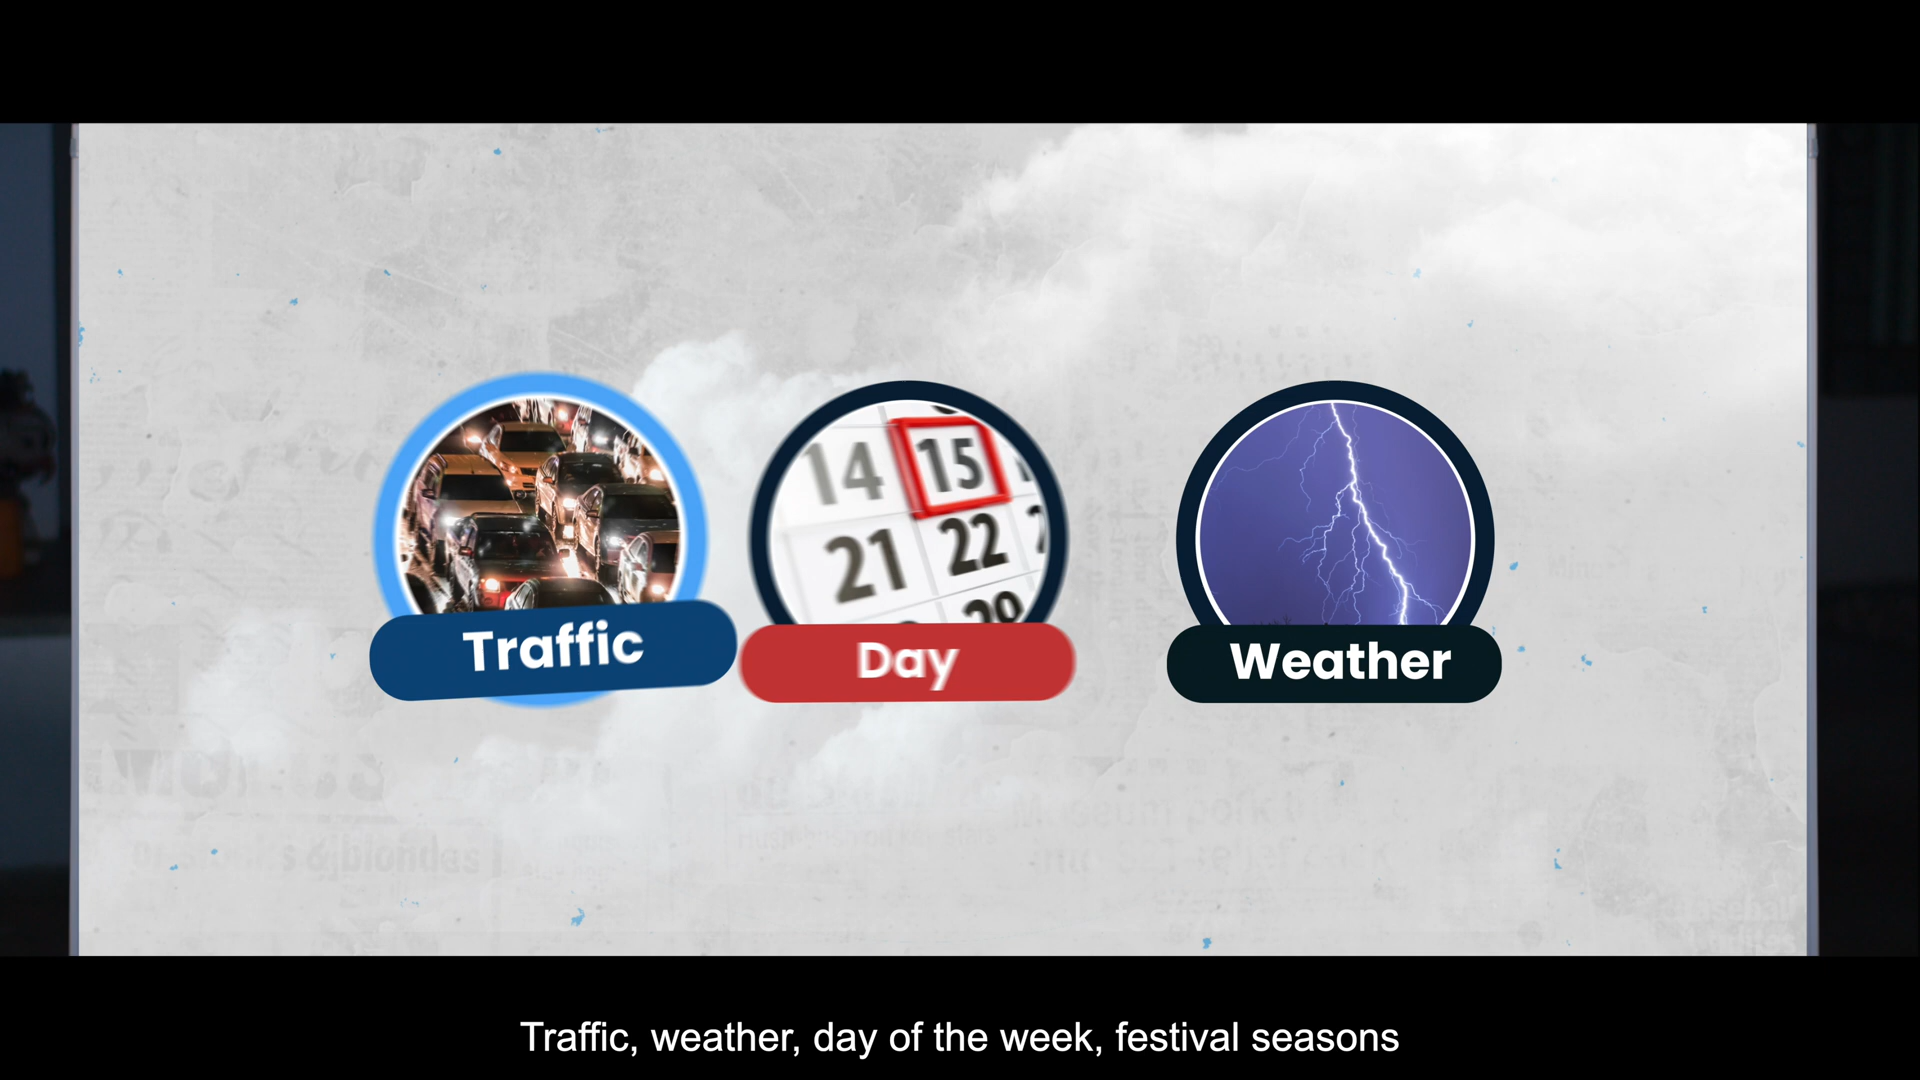 14 15
21 22
Traffic
Day
Weather
Traffic, weather, day of the week, festival seasons